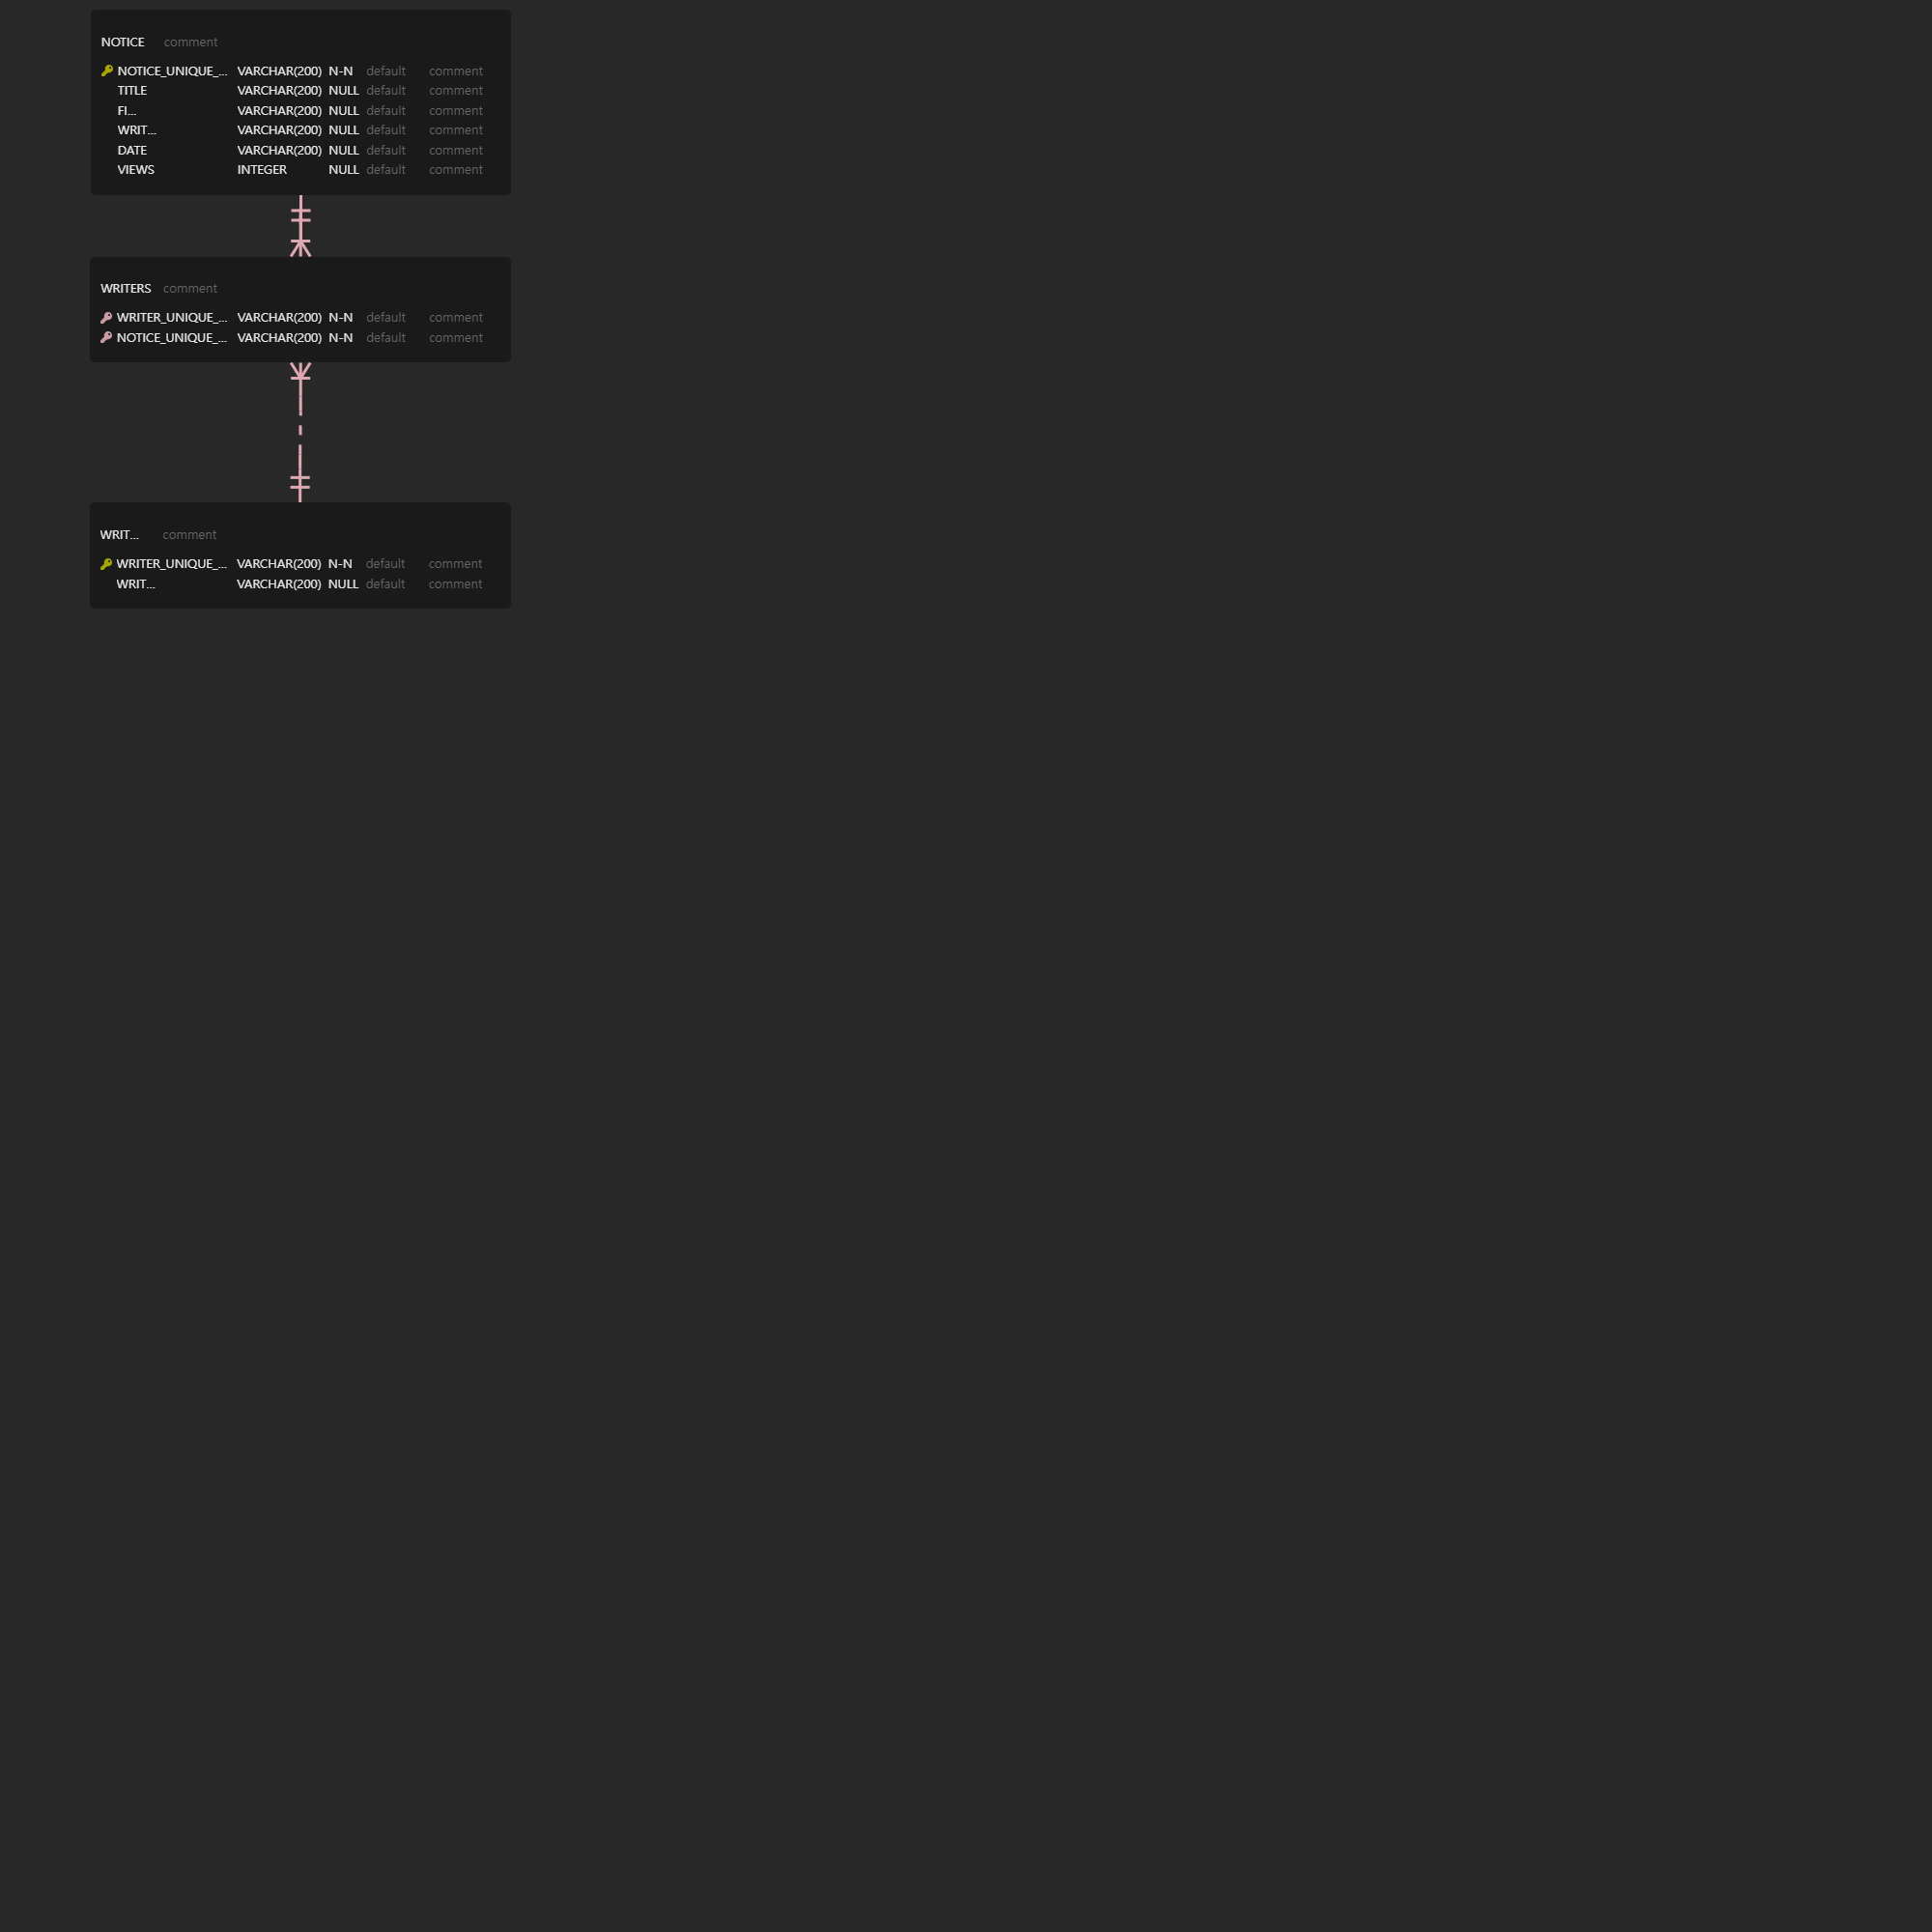 NOTICE comment
NOTICE_UNIQUE_... VARCHAR(200) N-N default comment
TITLE VARCHAR(200) NULL default comment
FI... VARCHAR(200) NULL default comment
WRIT... VARCHAR(200) NULL default comment
DATE VARCHAR(200) NULL default comment
VIEWS INTEGER NULL default comment
WRITERS comment
WRITER_UNIQUE_... VARCHAR(200) N-N default comment
NOTICE_UNIQUE_... VARCHAR(200) N-N default comment
WRIT... comment
WRITER_UNIQUE_... VARCHAR(200) N-N default comment
WRIT... VARCHAR(200) NULL default comment